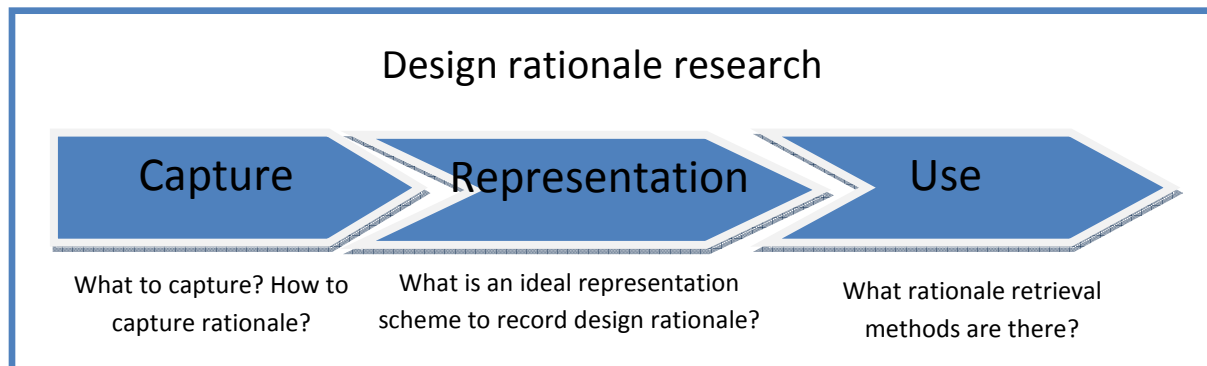 Design rationale research
Capture
Representation
Use
What to capture? How to
capture rationale?
What is an ideal representation
scheme to record design rationale?
What rationale retrieval
methods are there?